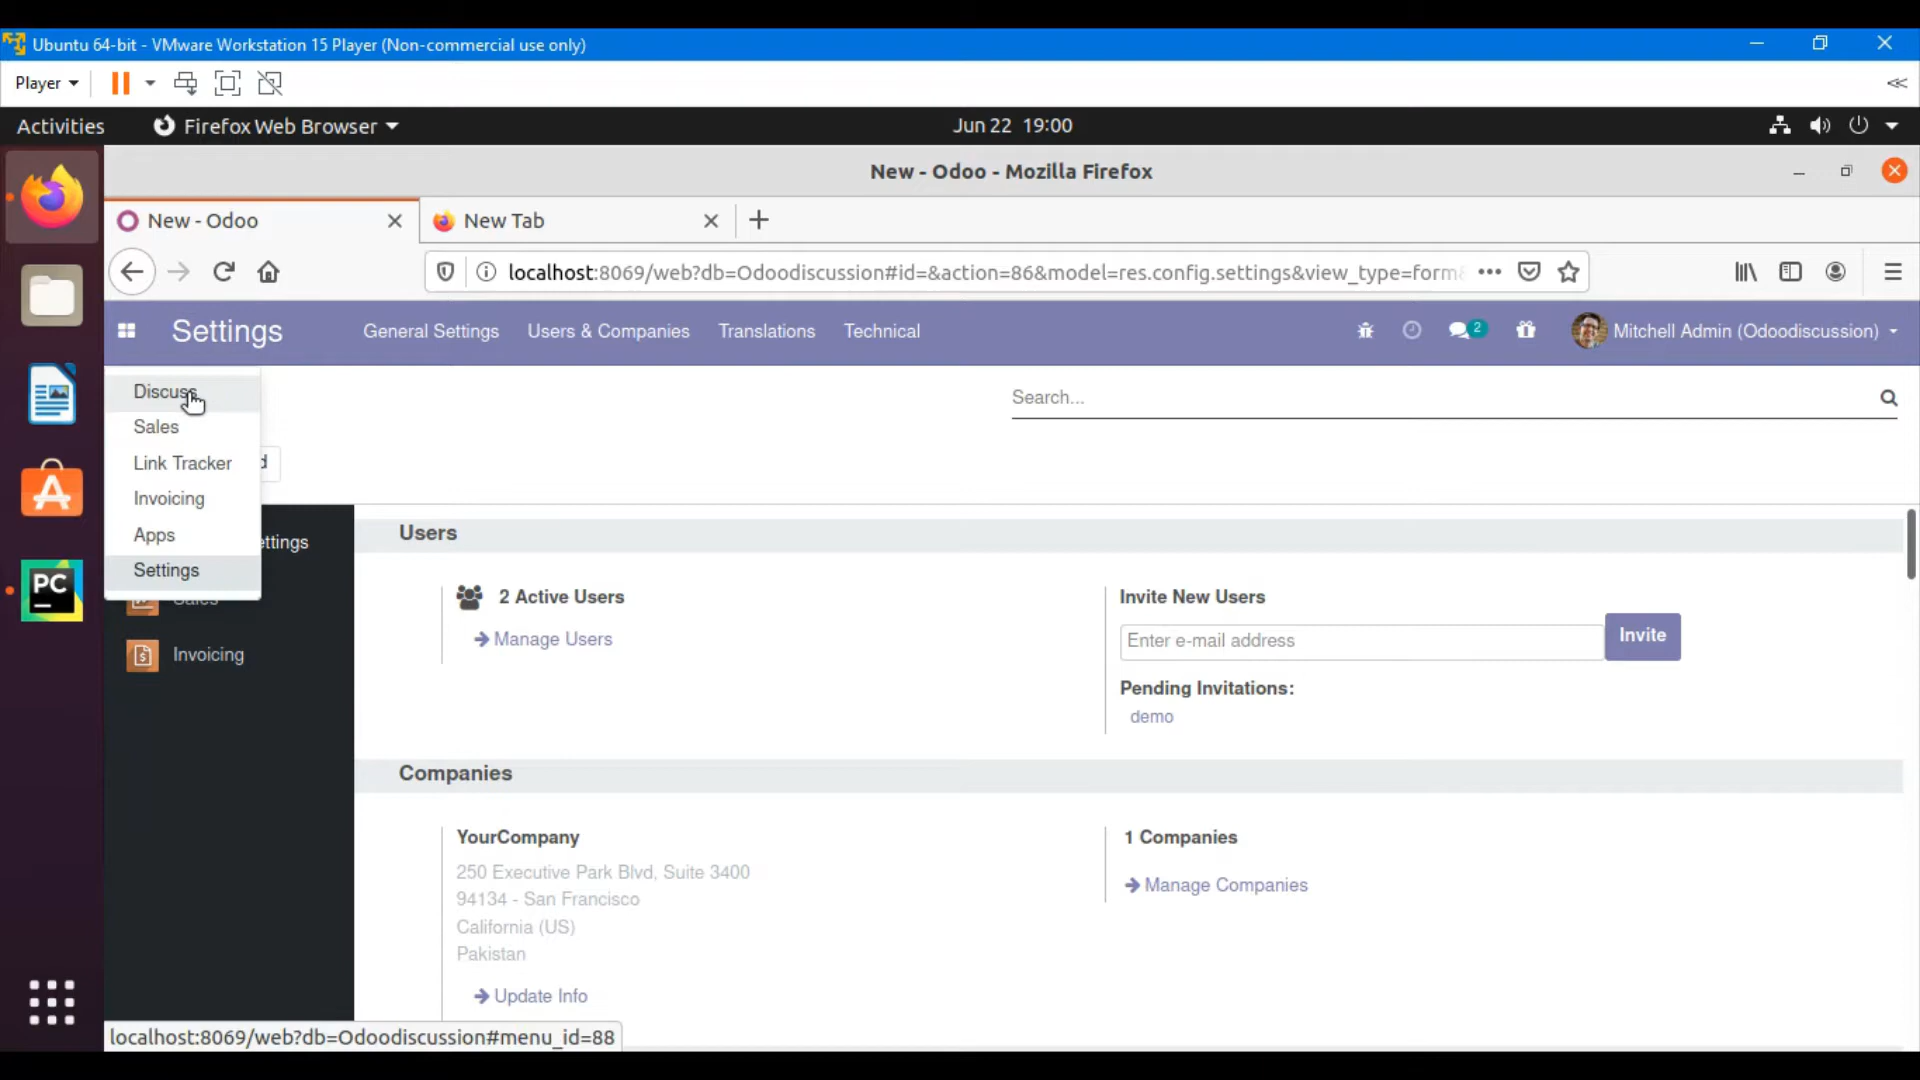 Ubuntu 64-bit - VMware Workstation 15 Player (Non-commercial use only)
Player
Activities
Firefox Web Browser
Jun 22 19:00
New - Odoo - Mozilla Firefox
New - Odoo
New Tab
localhost:8069/web?db=Odoodiscussion#id=&action=86&model=res.config.settings&view_type=form&
Settings
General Settings
Users & Companies
Translations
Technical
2
Mitchell Admin (Odoodiscussion)
Discuss
Sales
Link Tracker
Invoicing
Apps
Settings
Search...
d
ettings
Sales
Invoicing
Users
2 Active Users
Manage Users
Invite New Users
Enter e-mail address
Invite
Pending Invitations:
demo
Companies
YourCompany
250 Executive Park Blvd, Suite 3400
94134 - San Francisco
California (US)
Pakistan
Update Info
1 Companies
Manage Companies
PC
localhost:8069/web?db=Odoodiscussion#menu_id=88